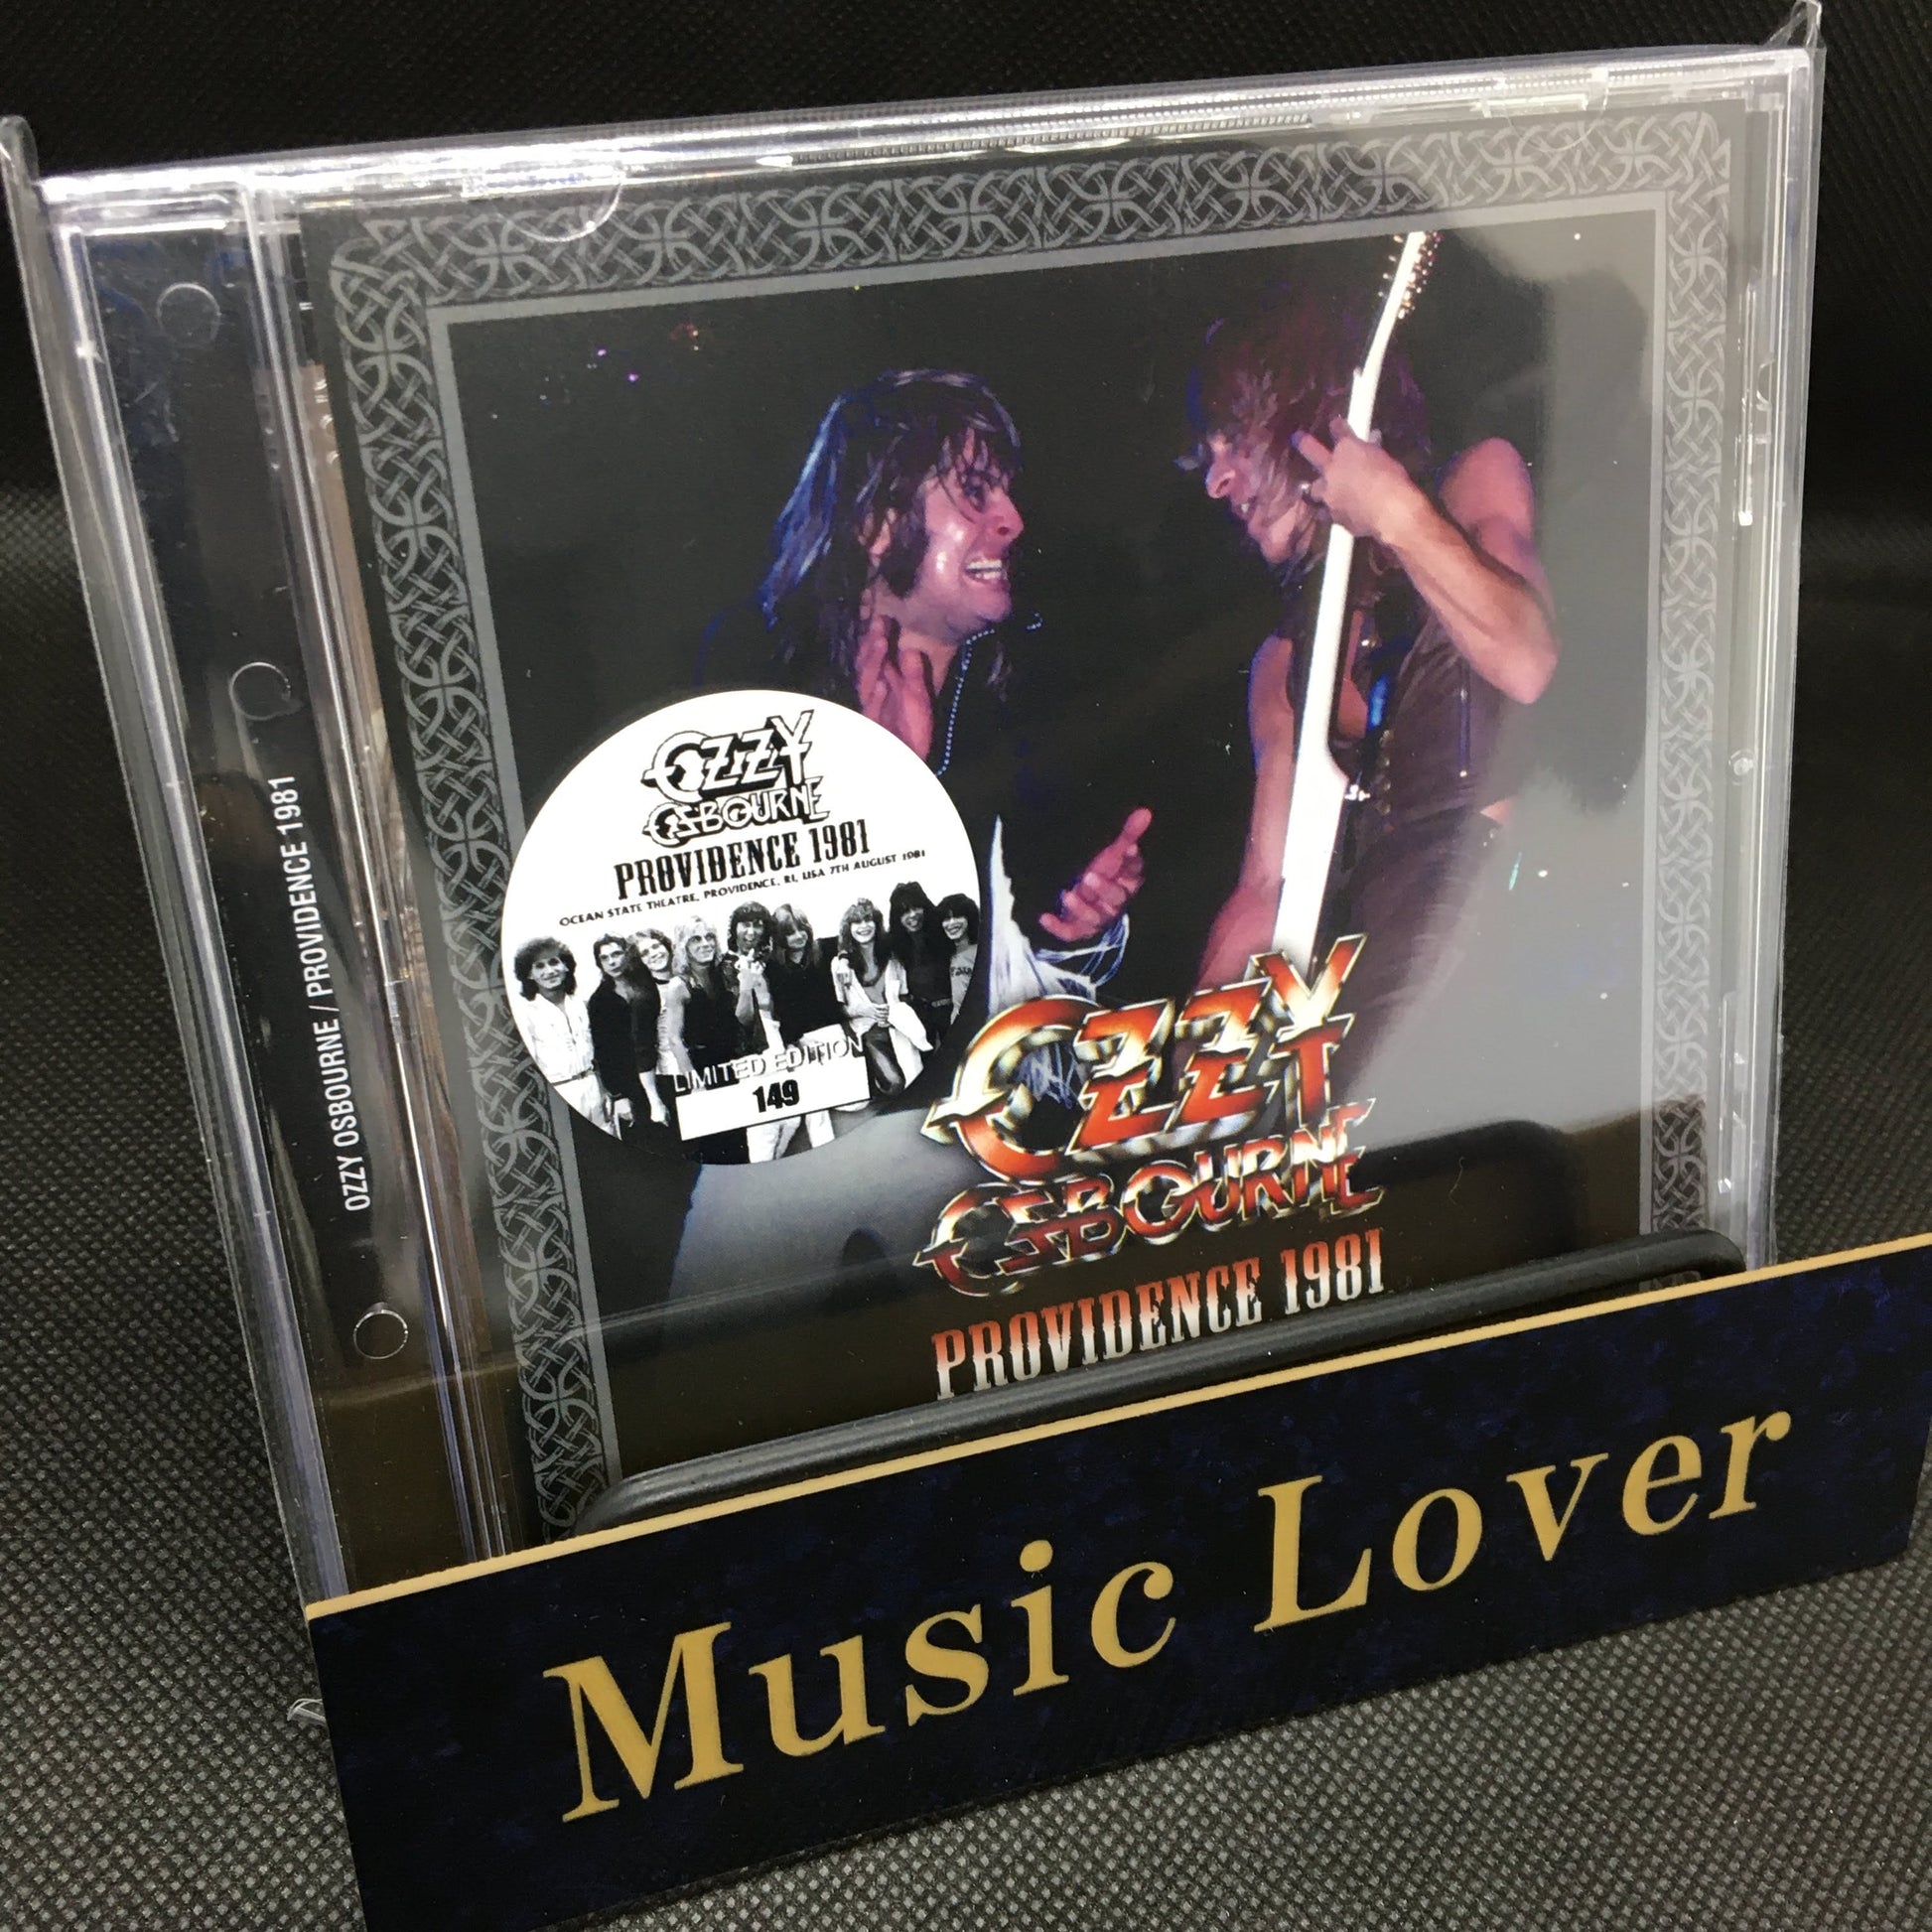 OZZY OSBOURNE / PROVIDENCE 1981
OZZY
OSBOURNE
PROVIDENCE 1981
OCEAN STATE THEATRE, PROVIDENCE, RI, USA 7TH AUGUST 1981
LIMITED EDITION
149
OZZY
OSBOURNE
PROVIDENCE 1981
Music Lover